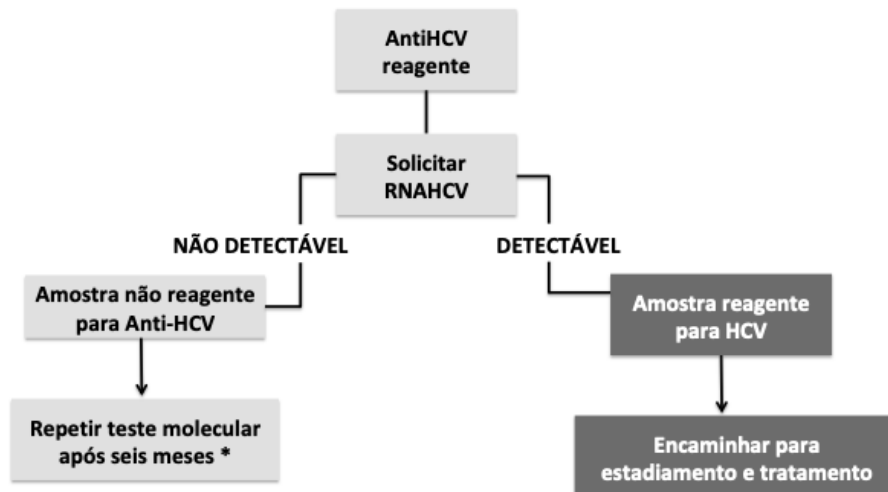 AntiHCV
reagente
Solicitar
RNAHCV
NÃO DETECTÁVEL
DETECTÁVEL
Amostra não reagente
para Anti-HCV
Amostra reagente
para HCV
Repetir teste molecular
após seis meses *
Encaminhar para
estadiamento e tratamento